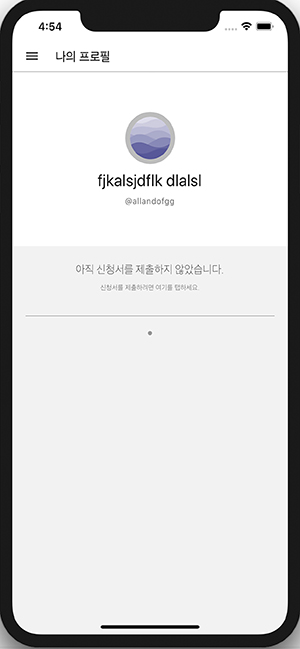 4:54
나의 프로필
fjkalsjdflk dlalsl
@allandofgg
아직 신청서를 제출하지 않았습니다.
신청서를 제출하려면 여기를 탭하세요.